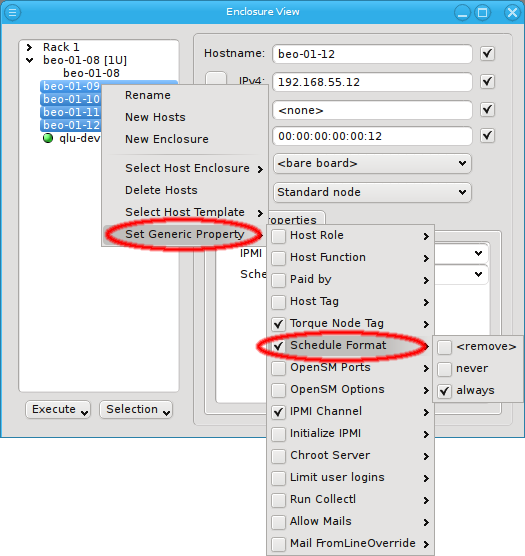 Enclosure View
Rack 1
beo-01-08 [1U]
beo-01-08
beo-01-09
beo-01-10
beo-01-11
beo-01-12
qlu-dev
Hostname:
beo-01-12
IPv4:
192.168.55.12
<none>
00:00:00:00:00:12
<bare board>
Standard node
operties
IPMI
Sche
Rename
New Hosts
New Enclosure
Select Host Enclosure
Delete Hosts
Select Host Template
Set Generic Property
Host Role
Host Function
Paid by
Host Tag
Torque Node Tag
Schedule Format
OpenSM Ports
OpenSM Options
IPMI Channel
Initialize IPMI
Chroot Server
Limit user logins
Run Collectl
Allow Mails
Mail FromLineOverride
<remove>
never
always
Execute
Selection